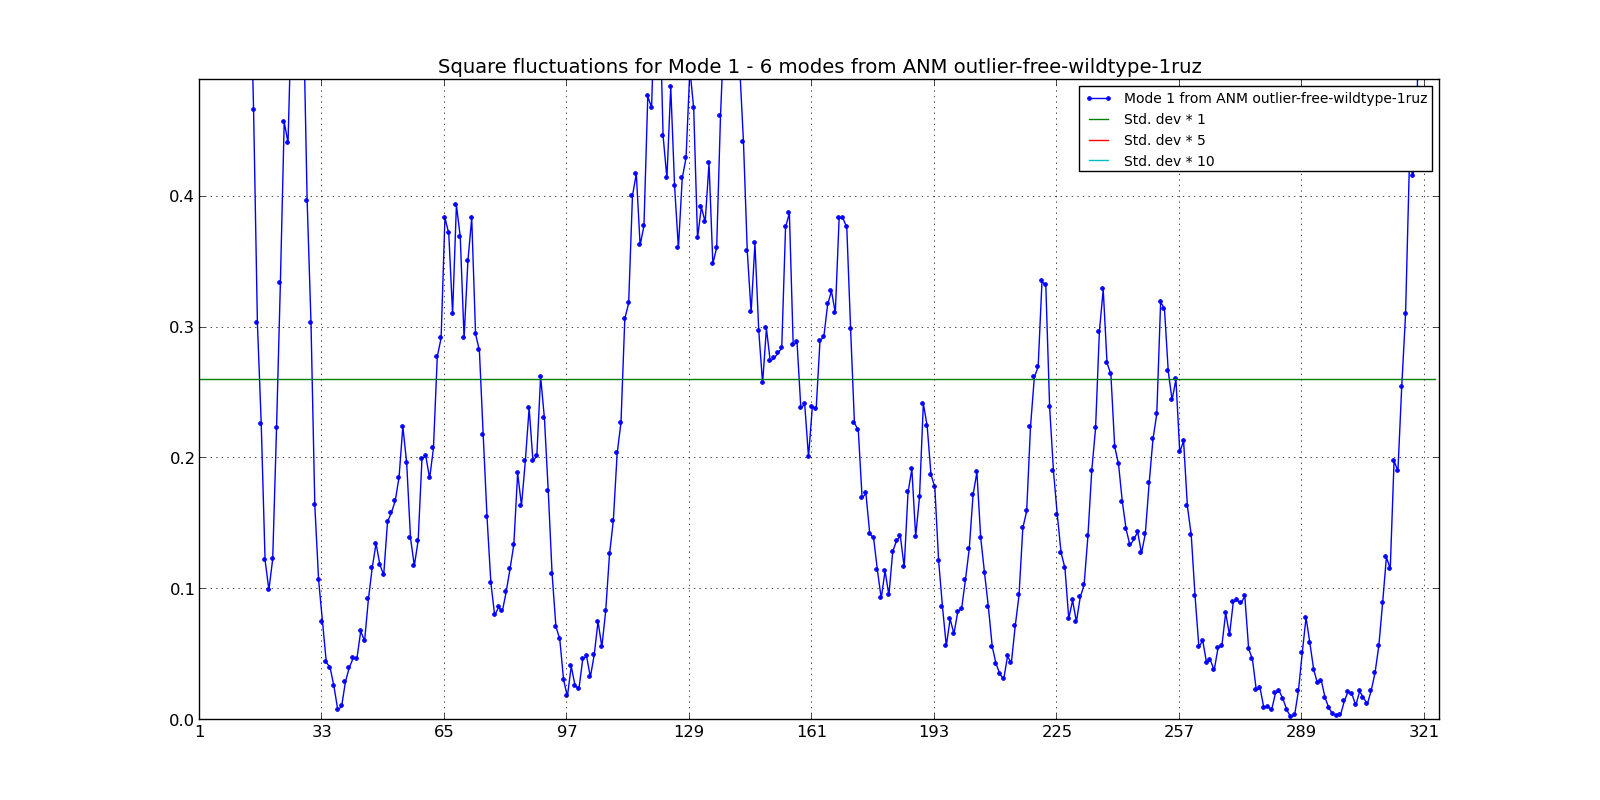 Square fluctuations for Mode 1 - 6 modes from ANM outlier-free-wildtype-1ruz
Mode 1 from ANM outlier-free-wildtype-1ruz
Std. dev * 1
Std. dev * 5
Std. dev * 10
0.4
0.3
0.2
0.1
0.0
1 33 65 97 129 161 193 225 257 289 321